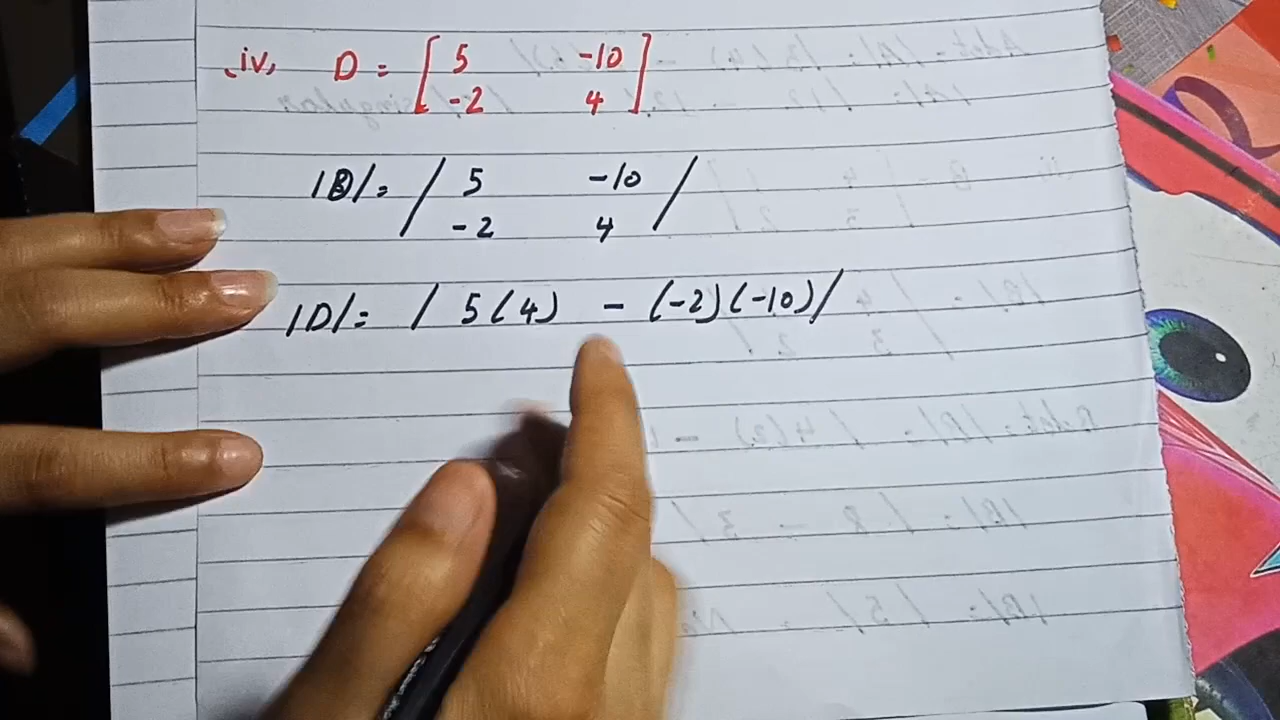 iv, D = [ 5 -10
-2 4 ]
|D| = / 5 -10 /
-2 4
|D| = / 5(4) - (-2)(-10) /